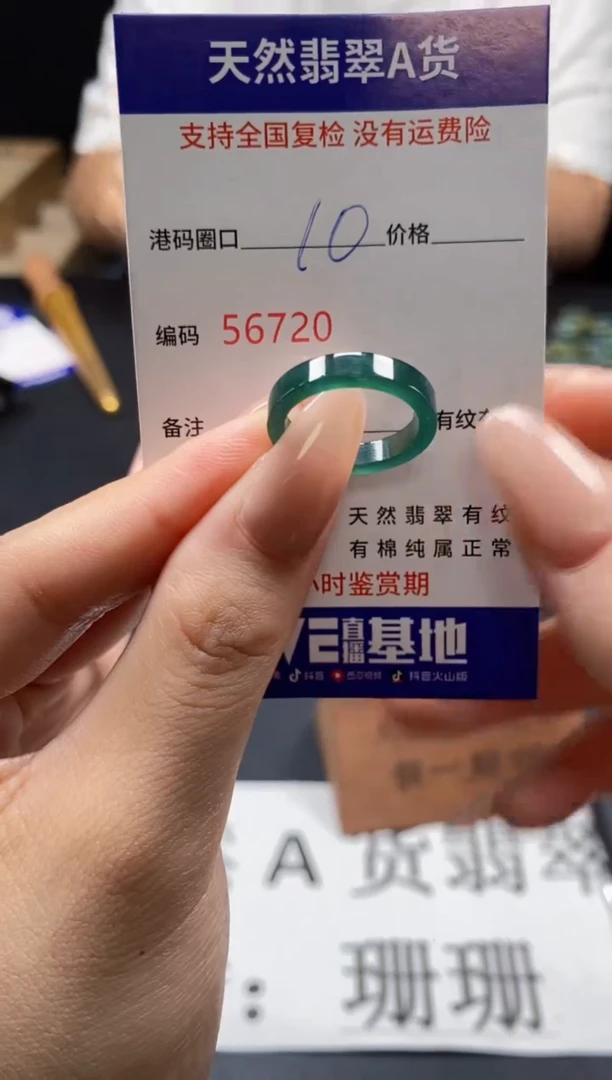 天然翡翠A货
支持全国复检 没有运费险
港码圈口 10 价格
编码 56720
备注 有纹
天然翡翠有纹
有棉纯属正常
小时鉴赏期
VE直播基地
抖音 西瓜视频 抖音火山版
A货翡翠
：珊珊